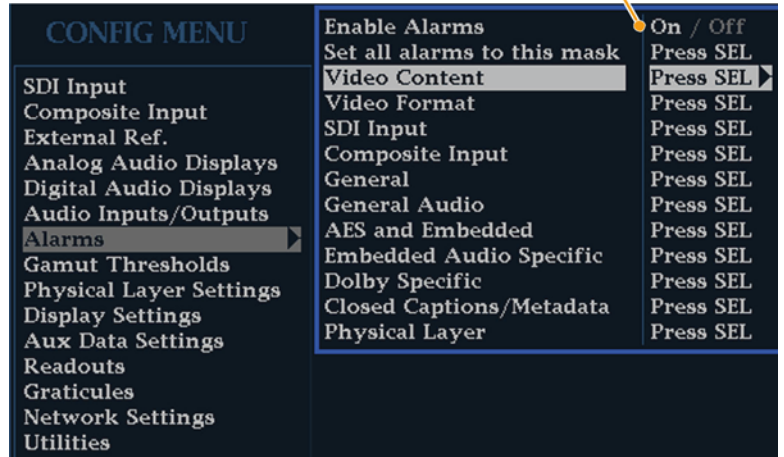 CONFIG MENU
SDI Input
Composite Input
External Ref.
Analog Audio Displays
Digital Audio Displays
Audio Inputs/Outputs
Alarms
Gamut Thresholds
Physical Layer Settings
Display Settings
Aux Data Settings
Readouts
Graticules
Network Settings
Utilities
Enable Alarms On / Off
Set all alarms to this mask Press SEL
Video Content Press SEL
Video Format Press SEL
SDI Input Press SEL
Composite Input Press SEL
General Press SEL
General Audio Press SEL
AES and Embedded Press SEL
Embedded Audio Specific Press SEL
Dolby Specific Press SEL
Closed Captions/Metadata Press SEL
Physical Layer Press SEL